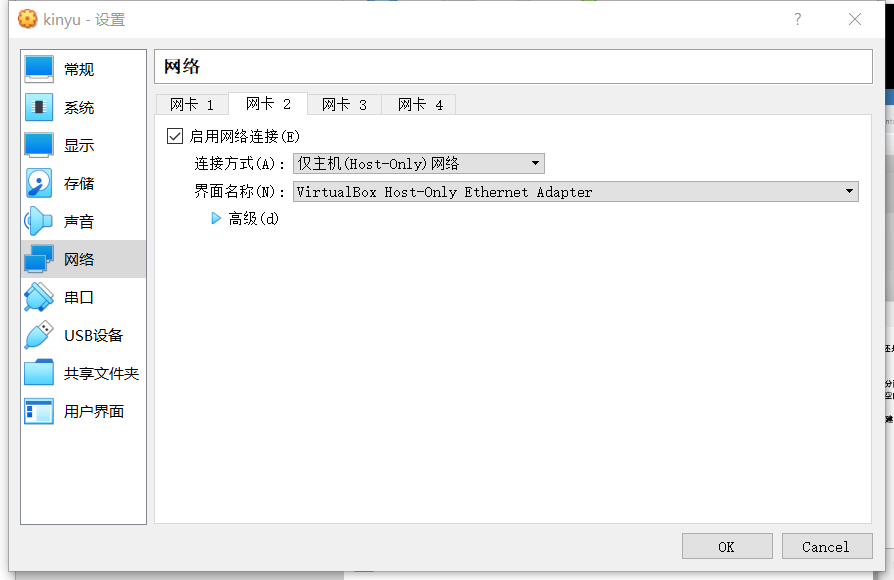 kinyu - 设置
?
常规
系统
显示
存储
声音
网络
串口
USB设备
共享文件夹
用户界面
网络
网卡 1
网卡 2
网卡 3
网卡 4
启用网络连接(E)
连接方式(A): 仅主机(Host-Only)网络
界面名称(N): VirtualBox Host-Only Ethernet Adapter
高级(d)
OK
Cancel